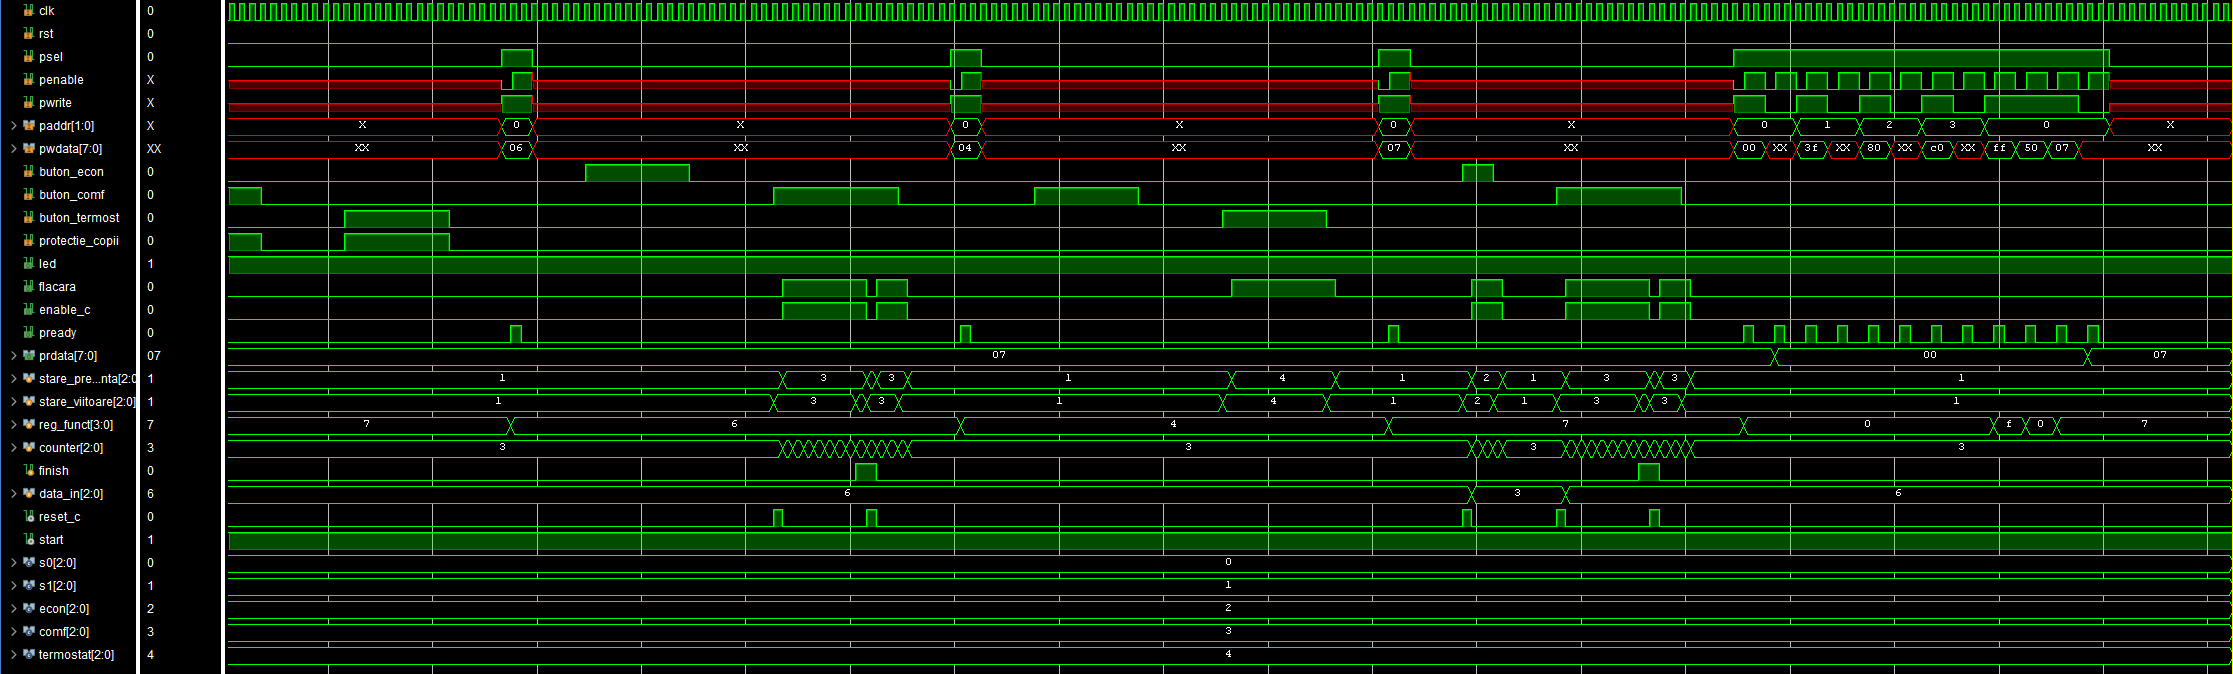 clk 0
rst 0
psel 0
penable X
pwrite X
paddr[1:0] X X 0 X 0 X 0 X 0 1 2 3 0 X
pwdata[7:0] XX XX 06 XX 04 XX 07 XX 00 XX 3f XX 80 XX c0 XX ff 50 07 XX
buton_econ 0
buton_comf 0
buton_termost 0
protectie_copii 0
led 1
flacara 0
enable_c 0
pready 0
prdata[7:0] 07 07 00 07
stare_pre...nta[2:0 1 1 3 3 1 4 1 2 1 3 3 1
stare_viitoare[2:0] 1 1 3 3 1 4 1 2 1 3 3 1
reg_funct[3:0] 7 7 6 4 7 0 f 0 7
counter[2:0] 3 3 3 3 3
finish 0
data_in[2:0] 6 6 3 6
reset_c 0
start 1
s0[2:0] 0 0
s1[2:0] 1 1
econ[2:0] 2 2
comf[2:0] 3 3
termostat[2:0] 4 4